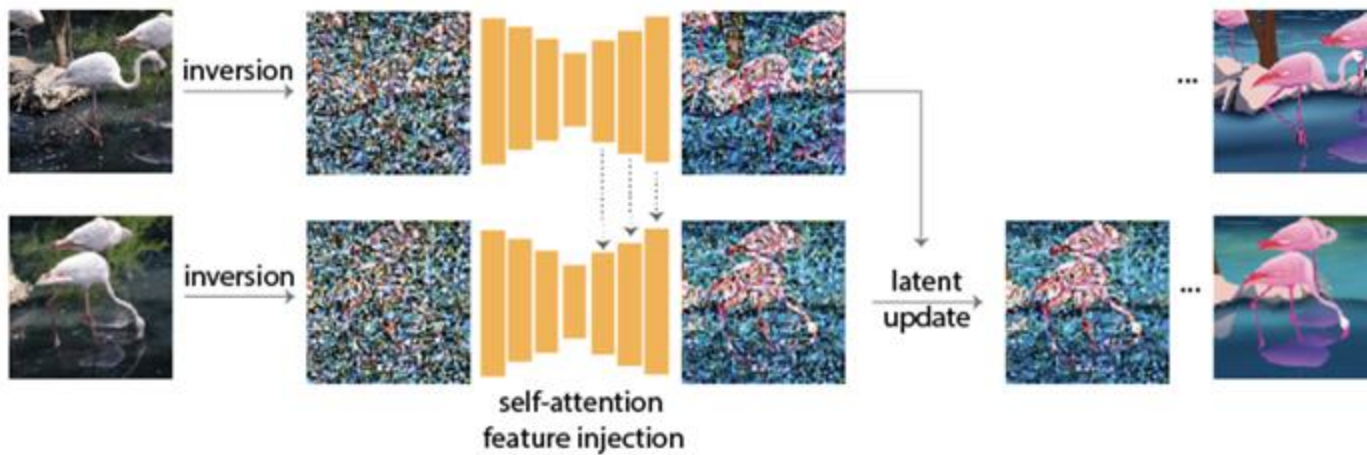 inversion
...
inversion
latent
update
...
self-attention
feature injection